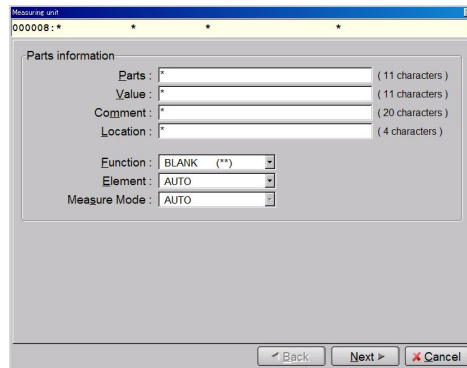 Measuring unit
000008:* * * *
Parts information
Parts : * ( 11 characters )
Value : * ( 11 characters )
Comment : * ( 20 characters )
Location : * ( 4 characters )
Function : BLANK (**)
Element : AUTO
Measure Mode : AUTO
Back Next Cancel